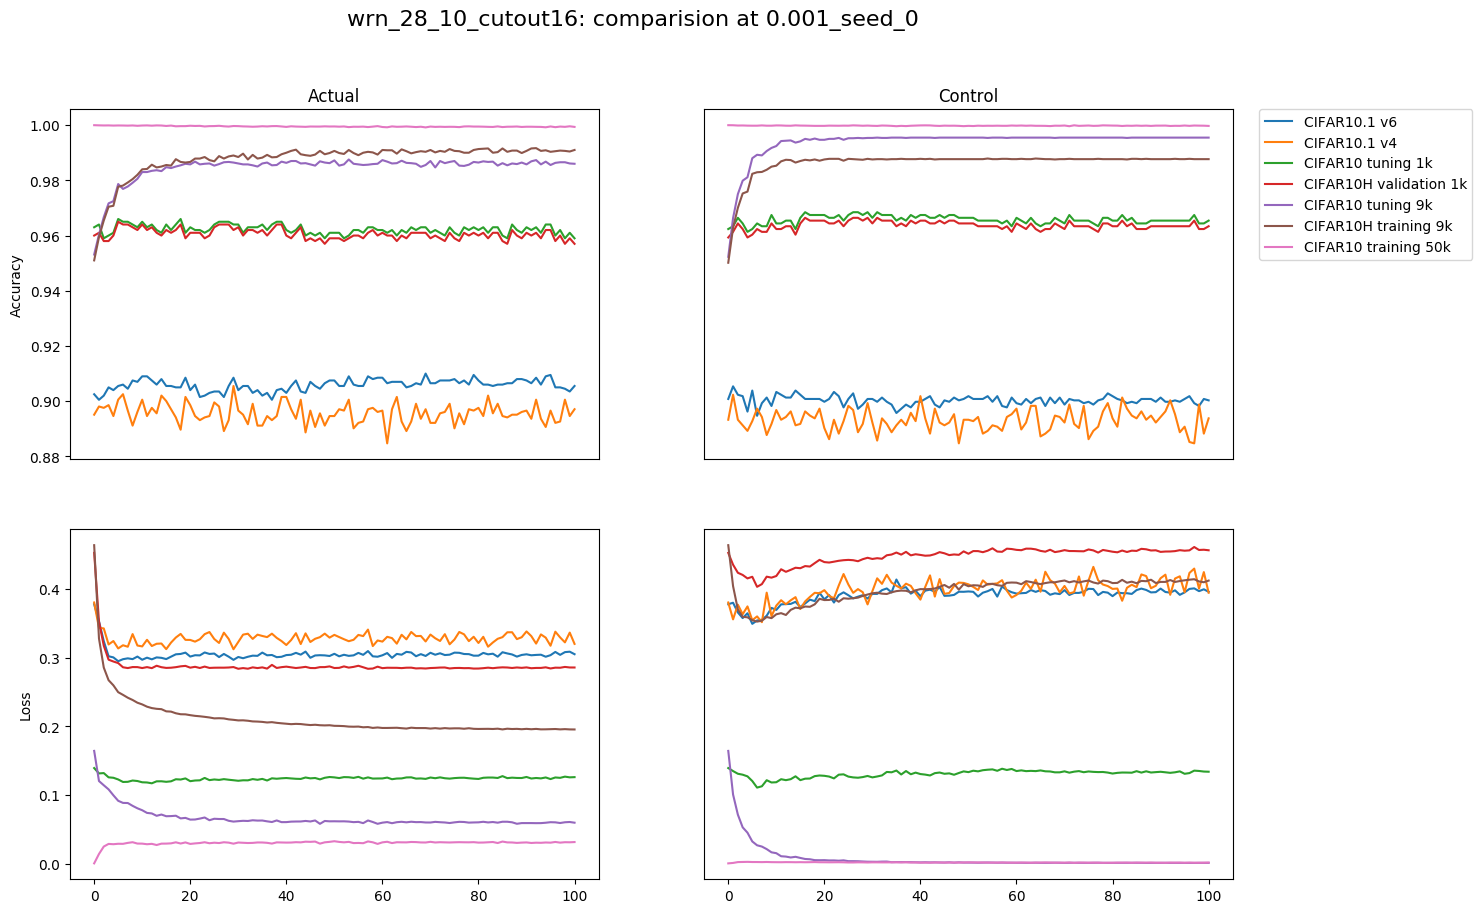 wrn_28_10_cutout16: comparision at 0.001_seed_0
Actual
Control
1.00
0.98
0.96
0.94
0.92
0.90
0.88
Accuracy
CIFAR10.1 v6
CIFAR10.1 v4
CIFAR10 tuning 1k
CIFAR10H validation 1k
CIFAR10 tuning 9k
CIFAR10H training 9k
CIFAR10 training 50k
0.4
0.3
0.2
0.1
0.0
Loss
0 20 40 60 80 100
0 20 40 60 80 100